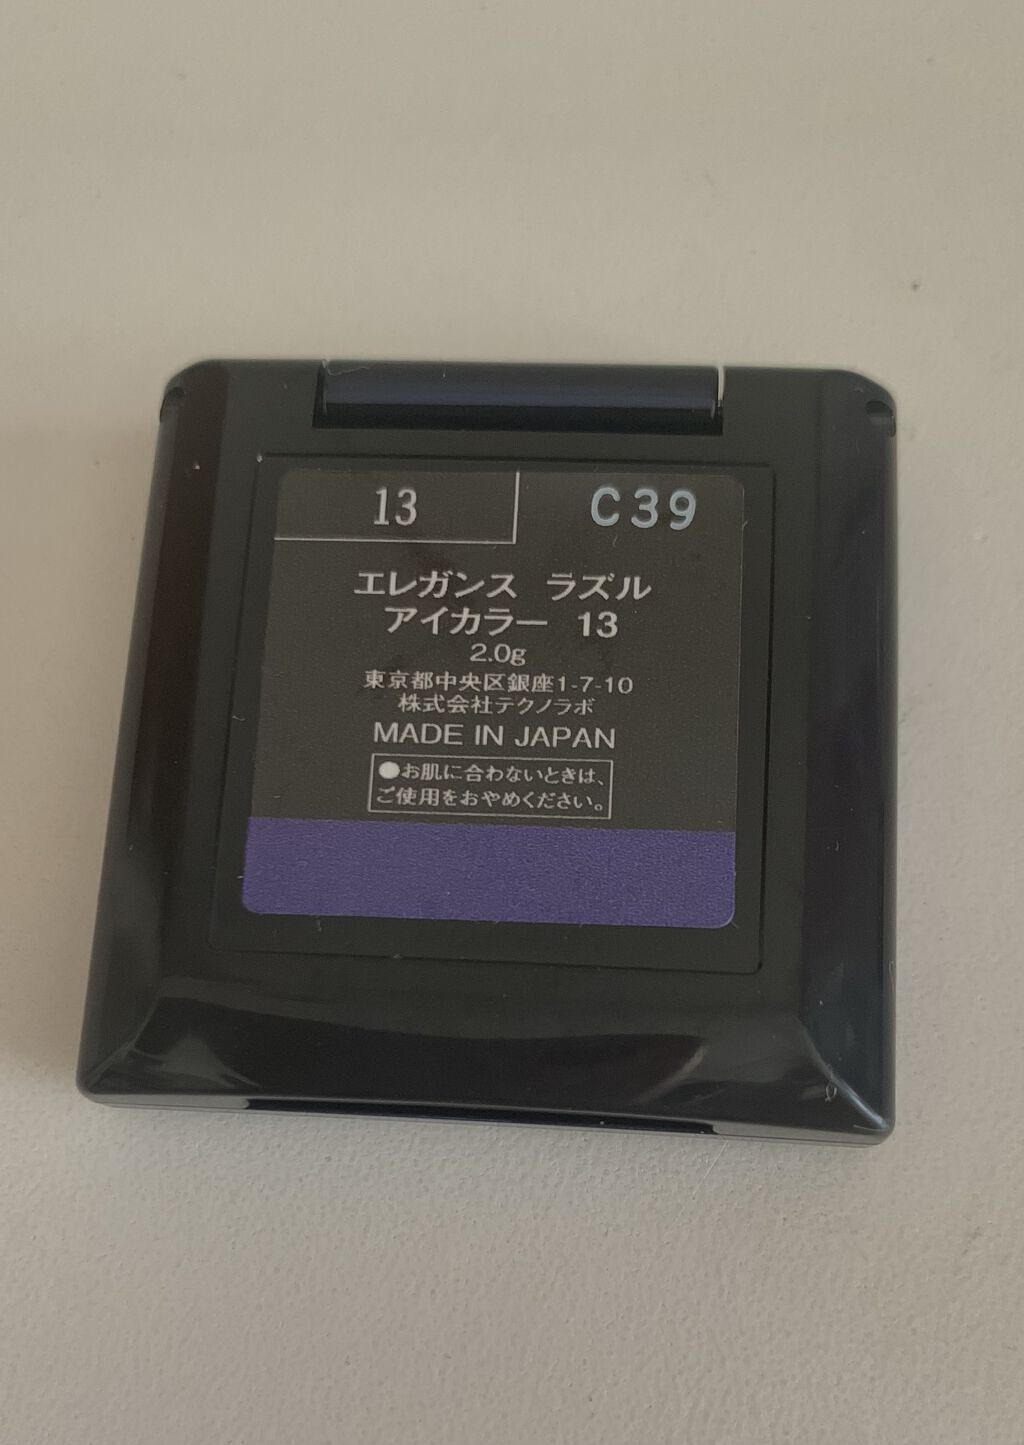 13
C39
エレガンス ラズル
アイカラー 13
2.0g
東京都中央区銀座1-7-10
株式会社テクノラボ
MADE IN JAPAN
●お肌に合わないときは、
ご使用をおやめください。